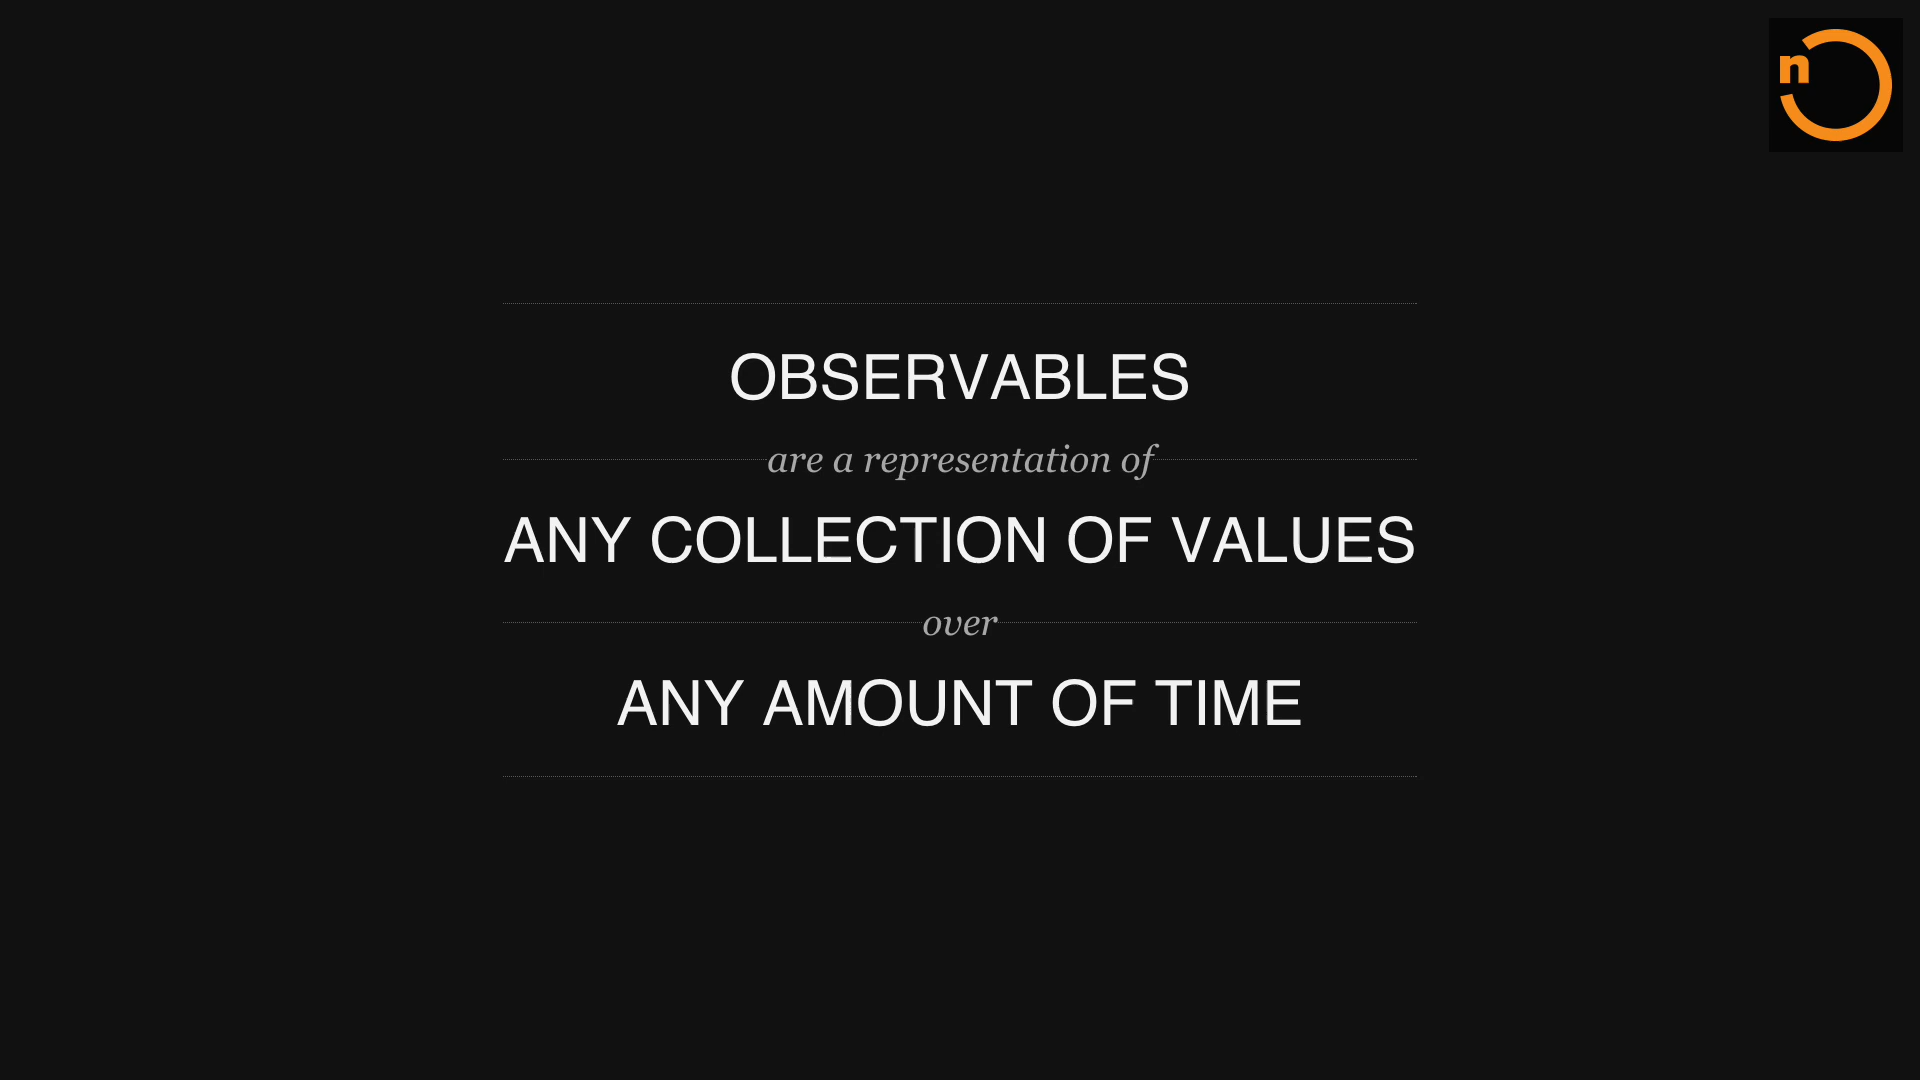 n
OBSERVABLES
are a representation of
ANY COLLECTION OF VALUES
over
ANY AMOUNT OF TIME